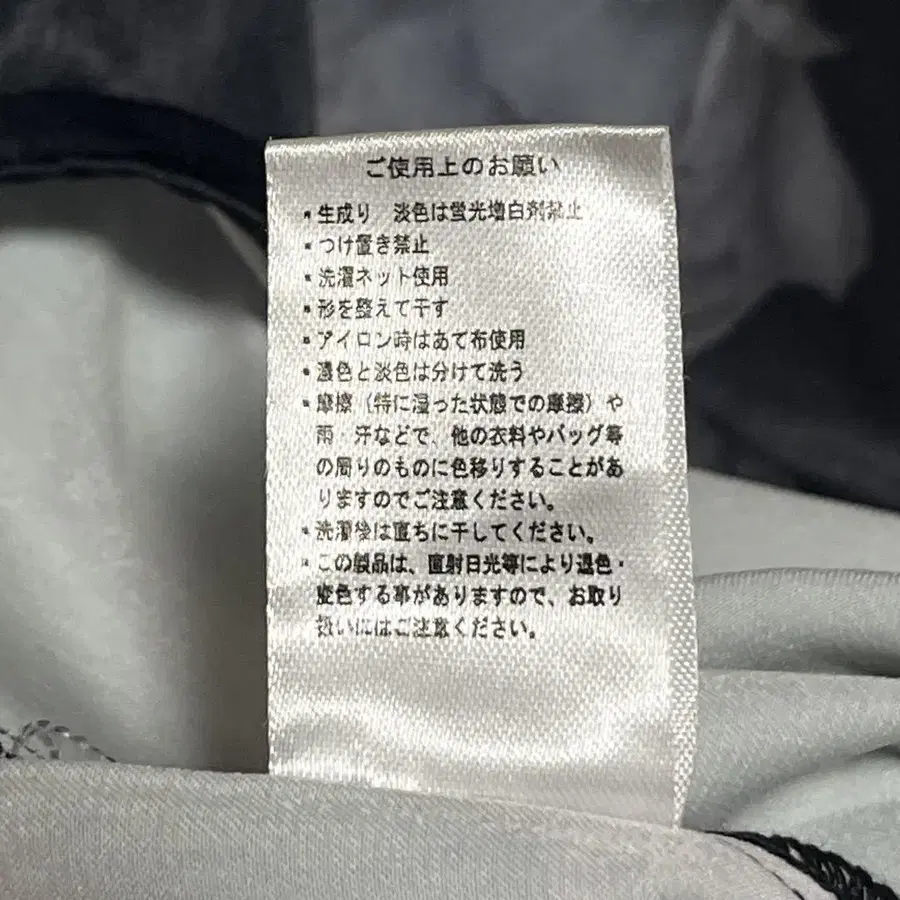 ご使用上のお願い
・生成り 淡色は蛍光増白剤禁止
・つけ置き禁止
・洗濯ネット使用
・形を整えて干す
・アイロン時はあて布使用
・濃色と淡色は分けて洗う
・摩擦(特に湿った状態での摩擦)や
雨・汗などで、他の衣料やバッグ等
の周りのものに色移りすることがあ
りますのでご注意ください。
・洗濯後は直ちに干してください。
・この製品は、直射日光等により退色・
変色する事がありますので、お取り
扱いにはご注意ください。